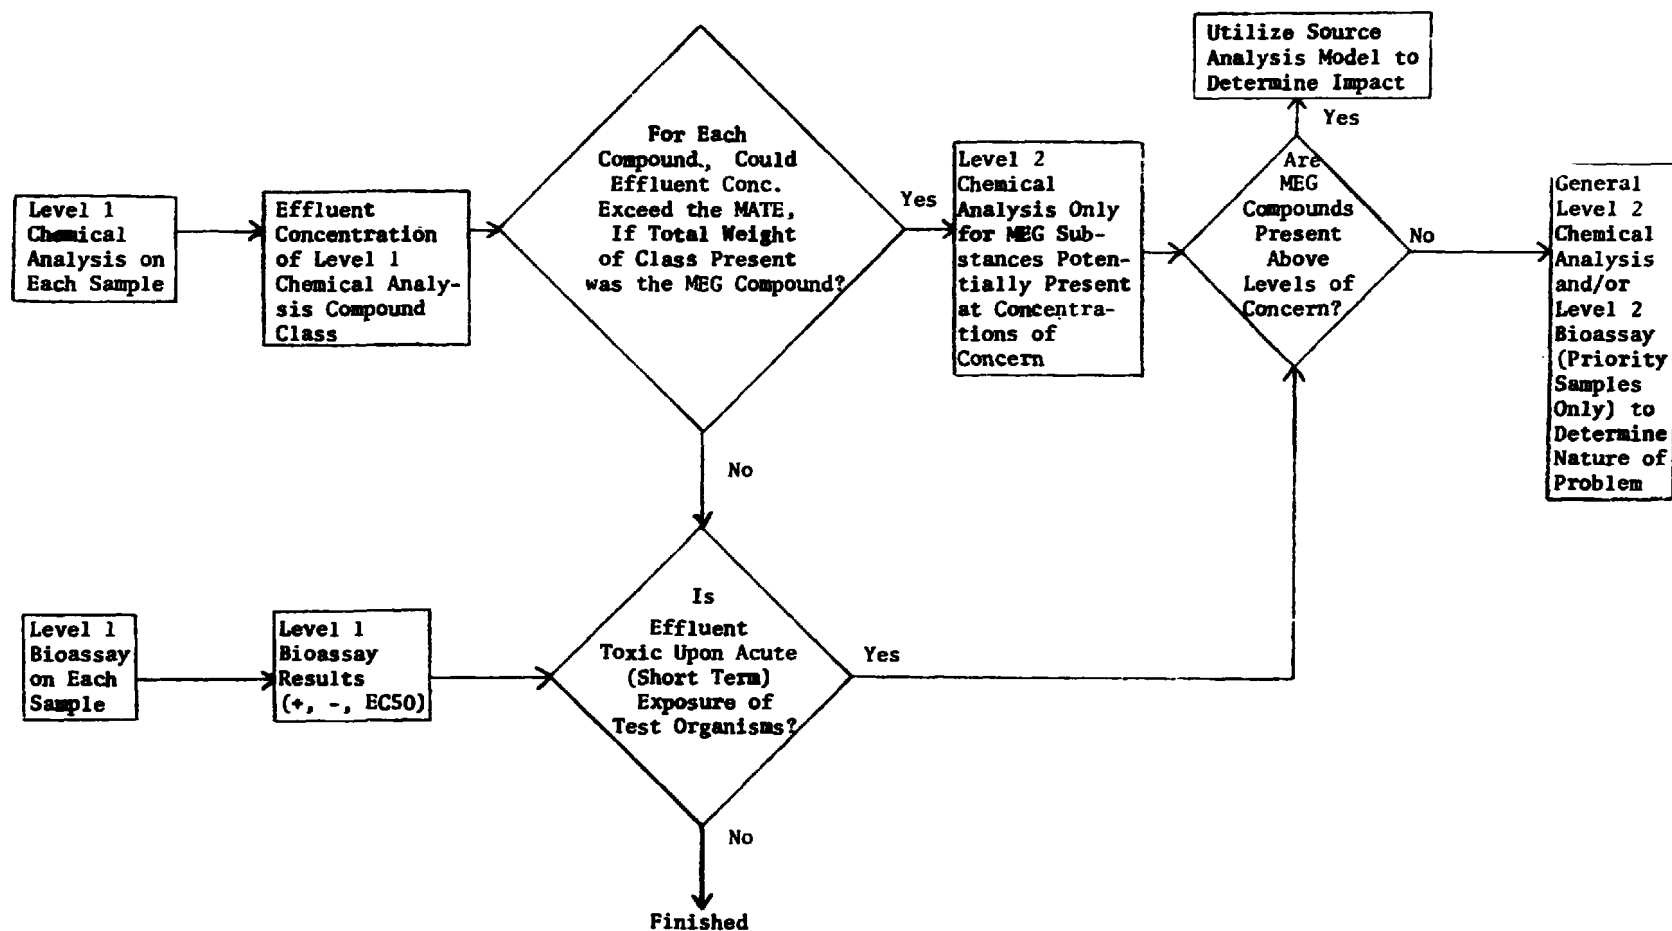 Level 1
Chemical
Analysis on
Each Sample
Effluent
Concentration
of Level 1
Chemical Analy-
sis Compound
Class
For Each
Compound, Could
Effluent Conc.
Exceed the MATE,
If Total Weight
of Class Present
was the MEG Compound?
Yes
No
Level 2
Chemical
Analysis Only
for MEG Sub-
stances Poten-
tially Present
at Concentra-
tions of
Concern
Utilize Source
Analysis Model to
Determine Impact
Yes
Are
MEG
Compounds
Present
Above
Levels of
Concern?
No
General
Level 2
Chemical
Analysis
and/or
Level 2
Bioassay
(Priority
Samples
Only) to
Determine
Nature of
Problem
Level 1
Bioassay
on Each
Sample
Level 1
Bioassay
Results
(+, -, EC50)
Is
Effluent
Toxic Upon Acute
(Short Term)
Exposure of
Test Organisms?
Yes
No
Finished